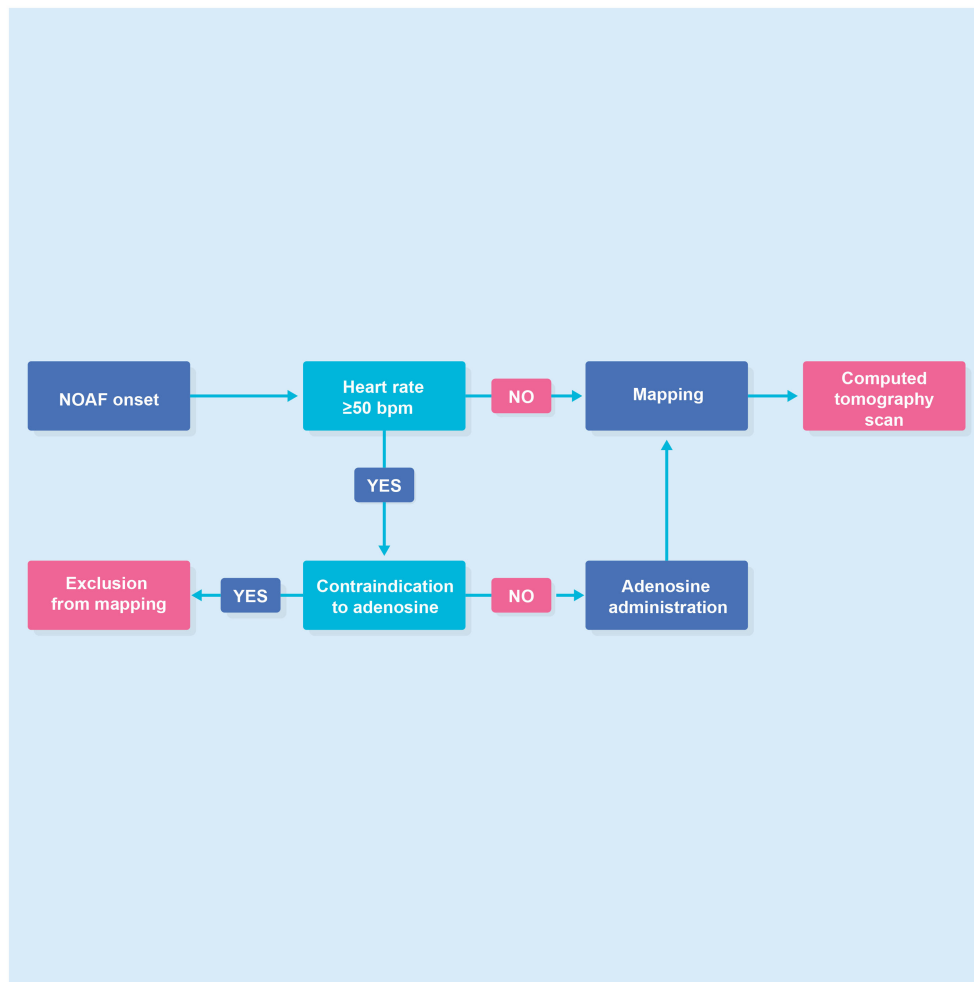 NOAF onset
Heart rate
≥50 bpm
NO
Mapping
Computed
tomography
scan
YES
Exclusion
from mapping
YES
Contraindication
to adenosine
NO
Adenosine
administration